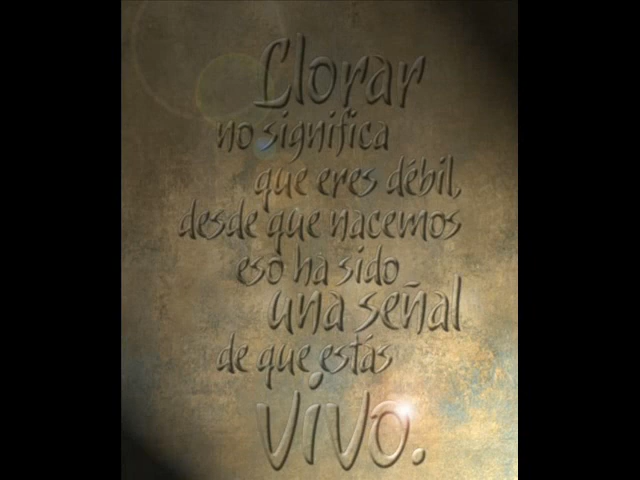 Llorar
no significa
que eres débil,
desde que nacemos
eso ha sido
una señal
de que estás
vivo.